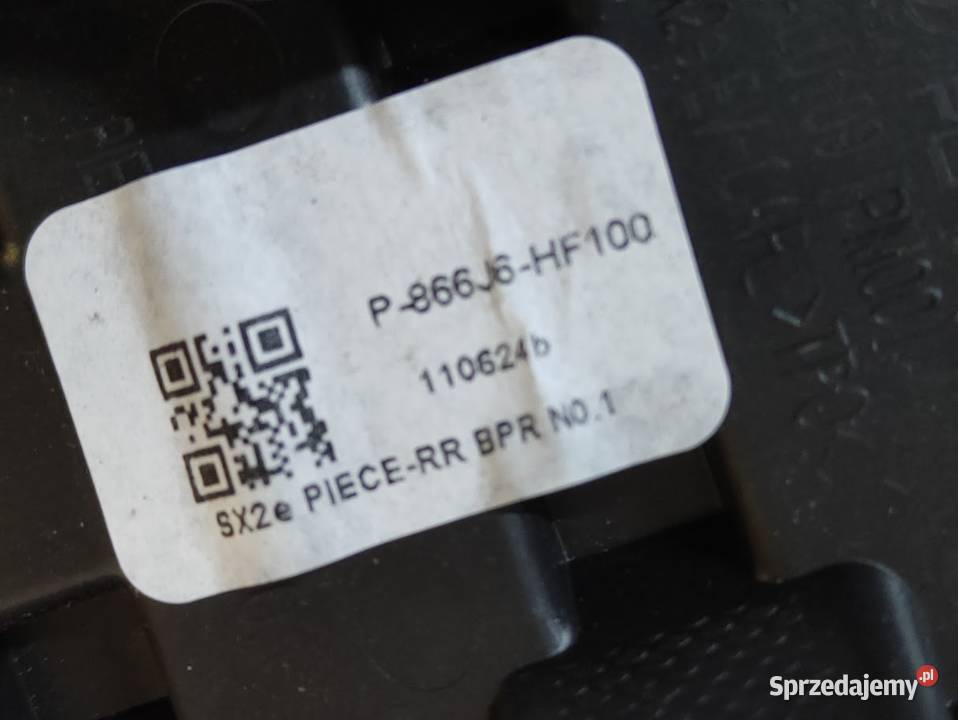 P-866J6-HF100
110624b
SX2e PIECE-RR BPR NO.1
Sprzedajemy.pl